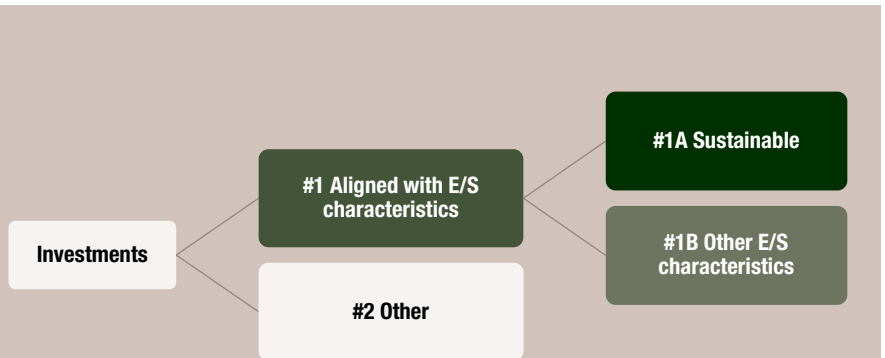 Investments
#1 Aligned with E/S
characteristics
#2 Other
#1A Sustainable
#1B Other E/S
characteristics